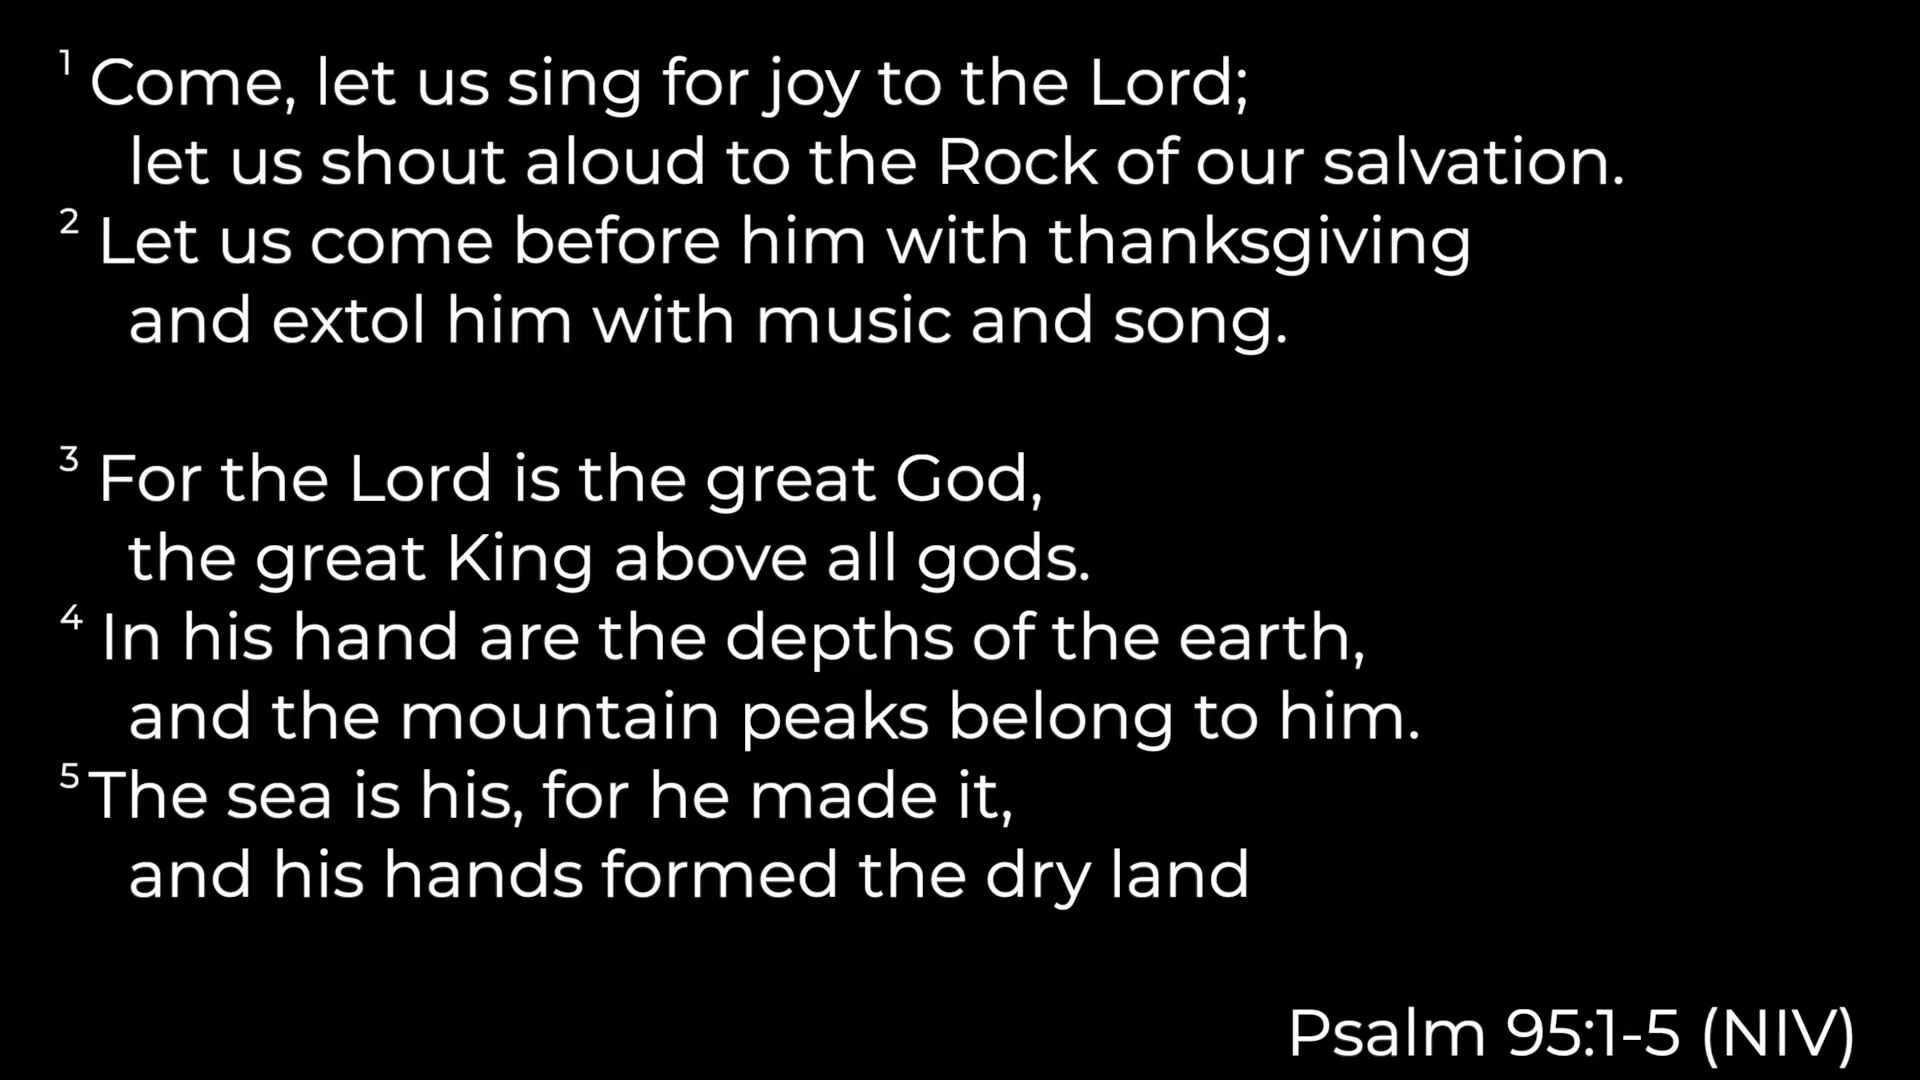 1 Come, let us sing for joy to the Lord;
let us shout aloud to the Rock of our salvation.
2 Let us come before him with thanksgiving
and extol him with music and song.
3 For the Lord is the great God,
the great King above all gods.
4 In his hand are the depths of the earth,
and the mountain peaks belong to him.
5 The sea is his, for he made it,
and his hands formed the dry land
Psalm 95:1-5 (NIV)